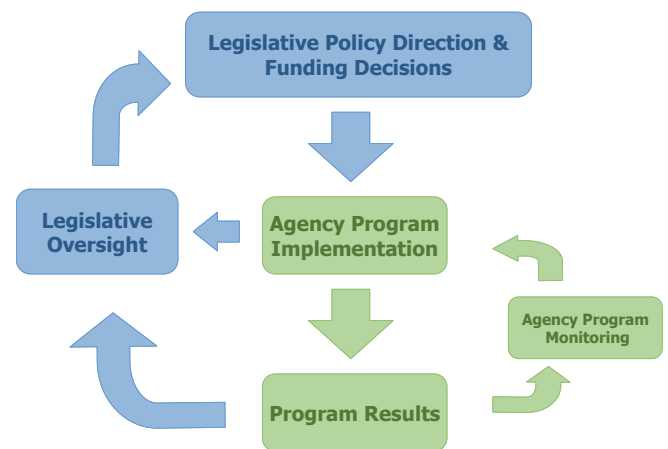 Legislative Policy Direction &
Funding Decisions
Legislative
Oversight
Agency Program
Implementation
Agency Program
Monitoring
Program Results